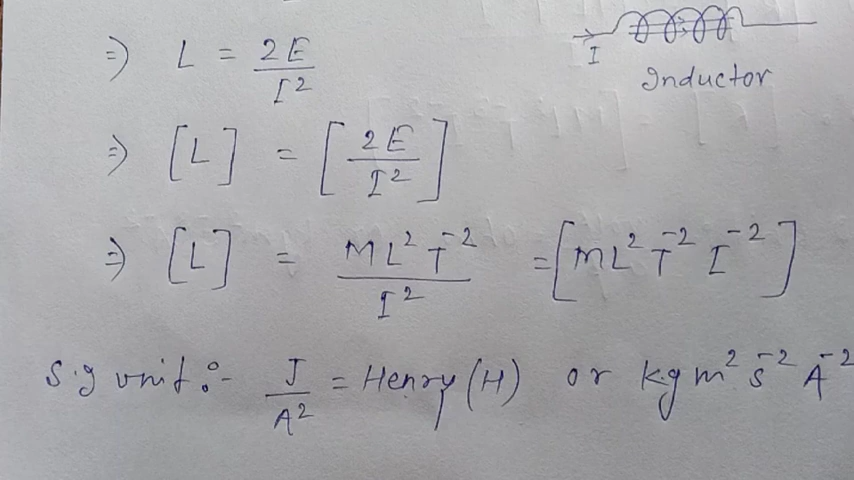 ⇒ L = 2E / I²
I
Inductor
⇒ [L] = [2E / I²]
⇒ [L] = ML²T⁻² / I² = [ML²T⁻²I⁻²]
S.g unit :- J / A² = Henry (H) or kg m² s⁻² A⁻²